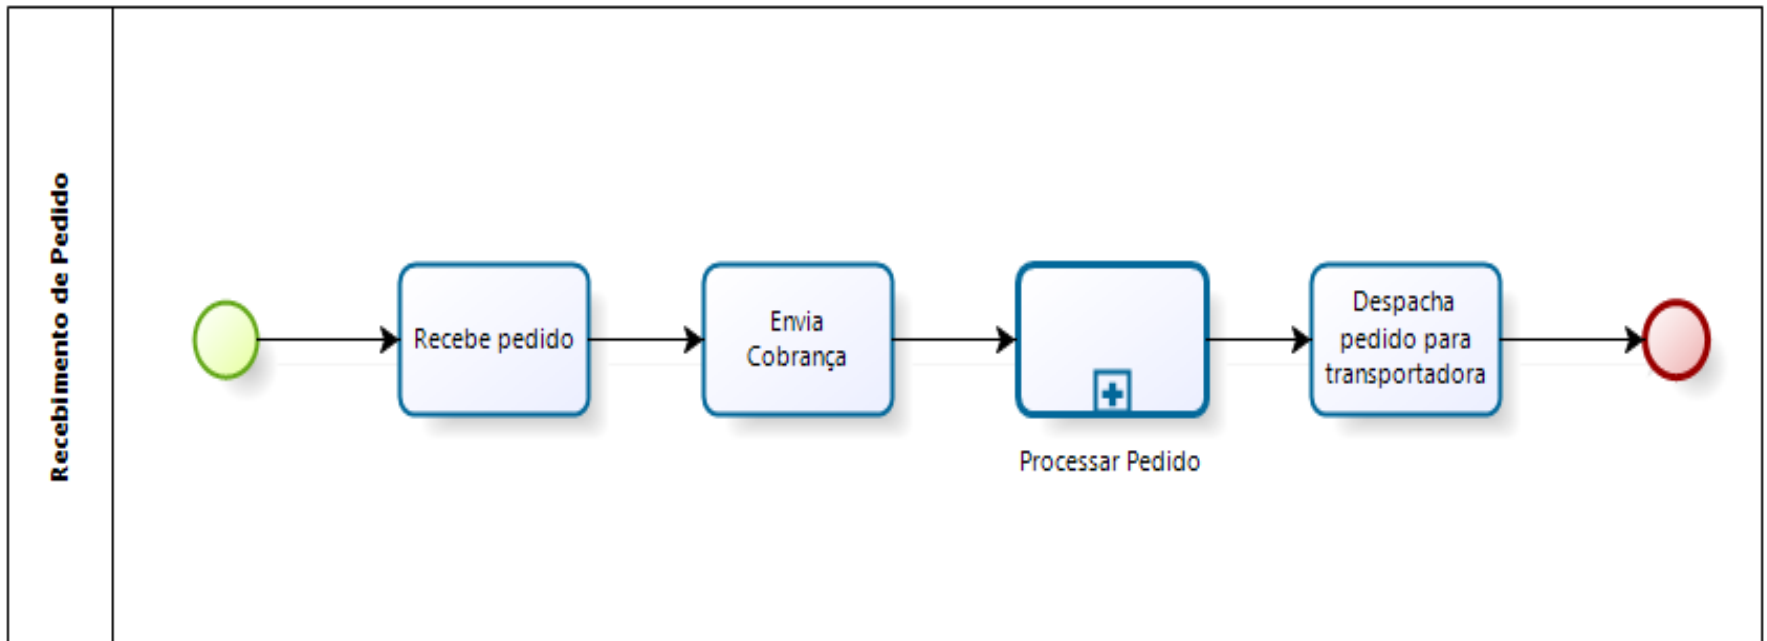 Recebimento de Pedido
Recebe pedido
Envia
Cobrança
Processar Pedido
Despacha
pedido para
transportadora